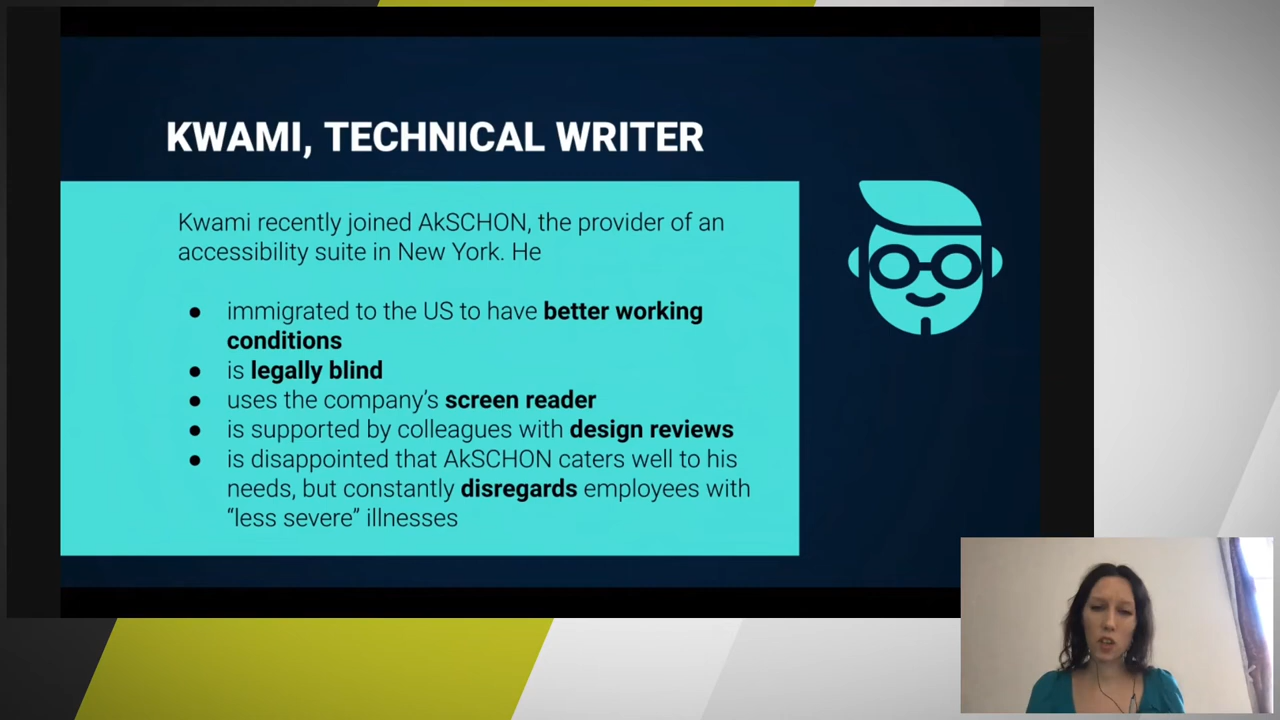 KWAMI, TECHNICAL WRITER
Kwami recently joined AkSCHON, the provider of an
accessibility suite in New York. He
● immigrated to the US to have better working
conditions
● is legally blind
● uses the company’s screen reader
● is supported by colleagues with design reviews
● is disappointed that AkSCHON caters well to his
needs, but constantly disregards employees with
“less severe” illnesses